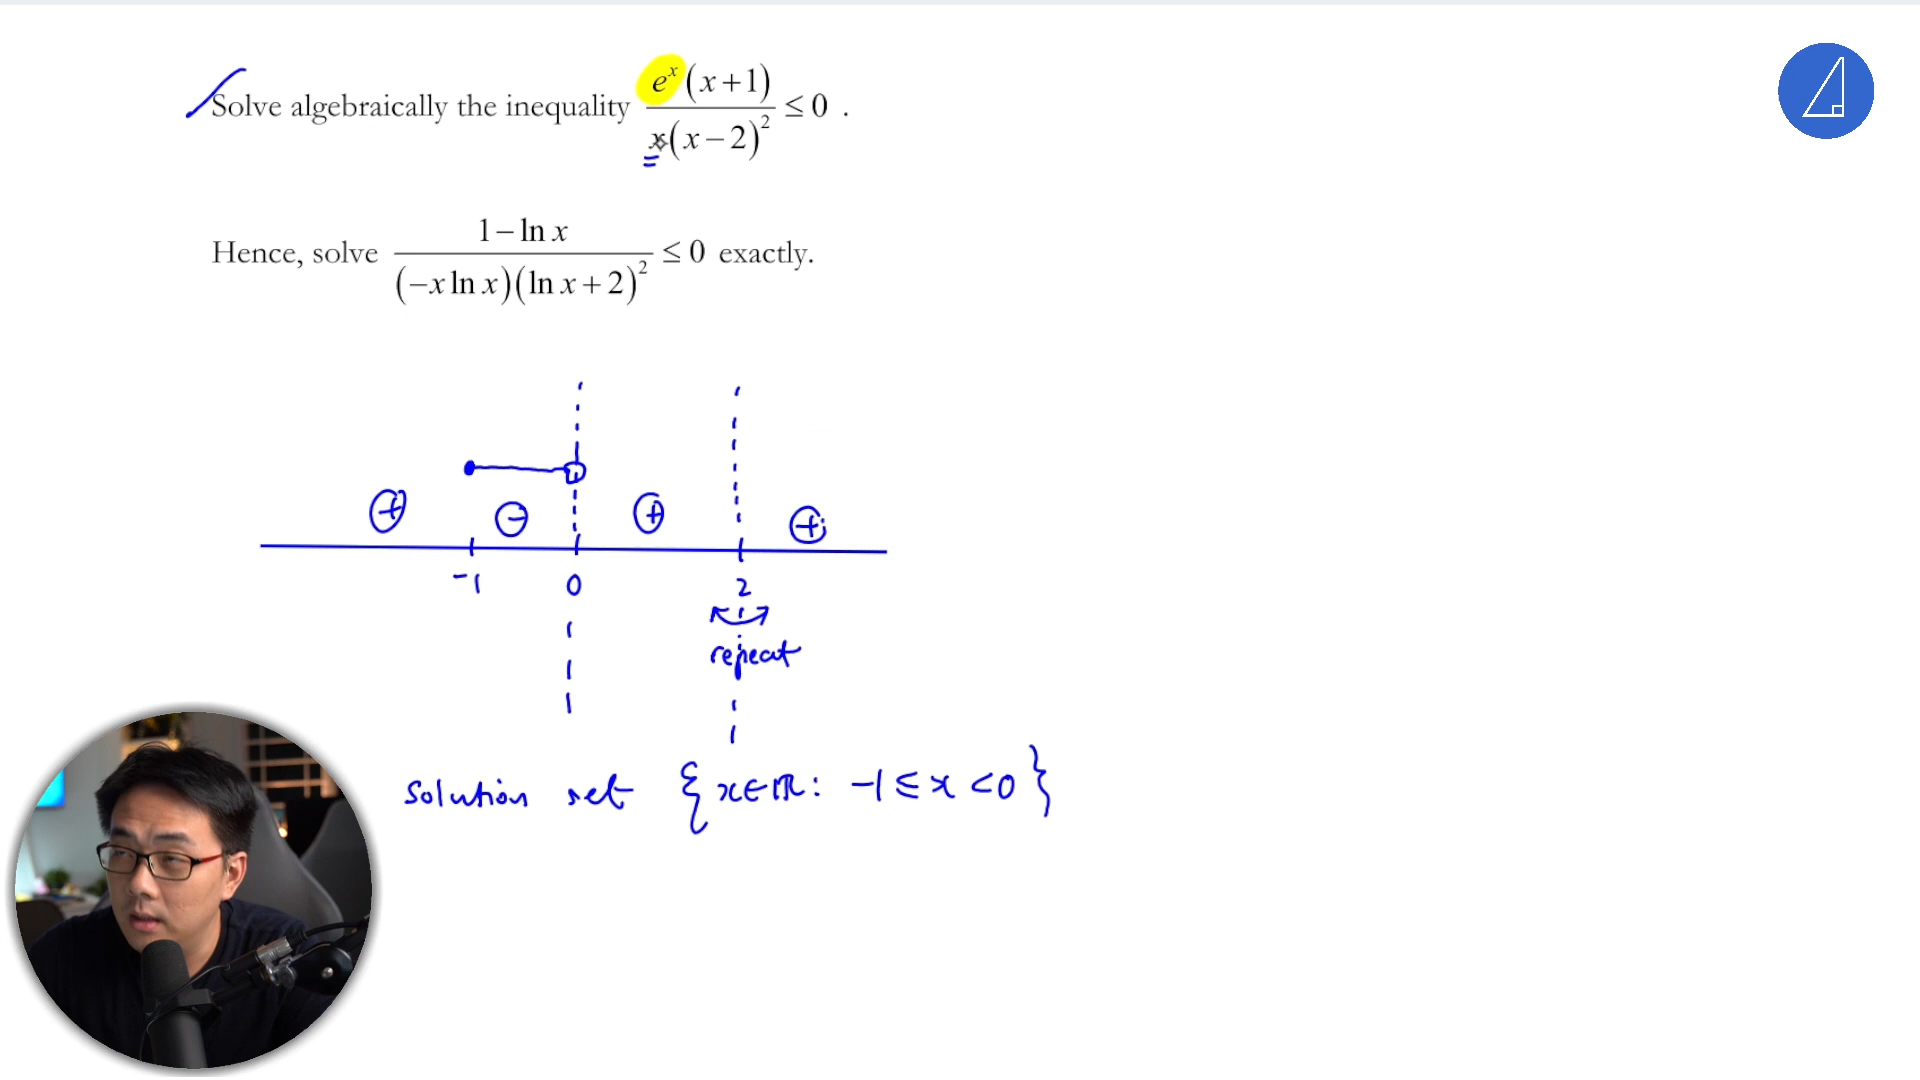 Solve algebraically the inequality e^x(x+1) / x(x−2)^2 ≤ 0 .
Hence, solve 1−ln x / (−x ln x)(ln x+2)^2 ≤ 0 exactly.
+ − + +
-1 0 2
repeat
Solution set {x∈ℝ: -1≤x<0}